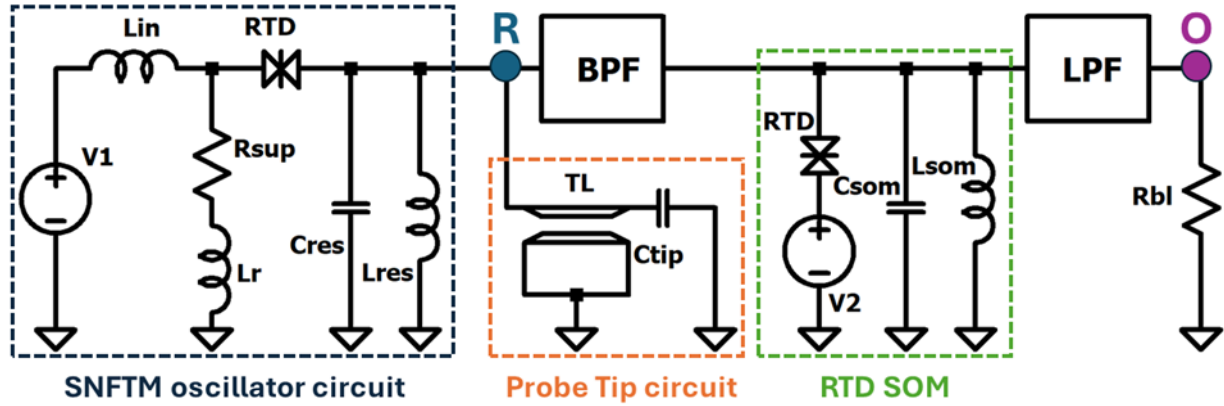 Lin
RTD
R
O
BPF
LPF
V1
Rsup
RTD
Csom
Lsom
TL
Rbl
Cres
Lres
Lr
Ctip
V2
SNFTM oscillator circuit
Probe Tip circuit
RTD SOM